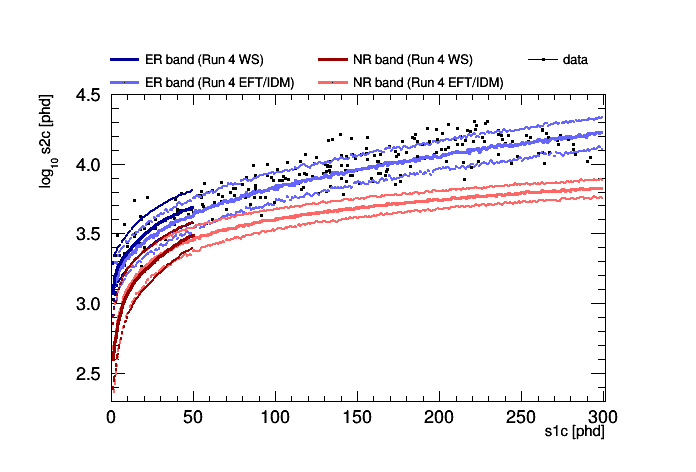 ER band (Run 4 WS) NR band (Run 4 WS) data
ER band (Run 4 EFT/IDM) NR band (Run 4 EFT/IDM)
log10 s2c [phd]
4.5
4.0
3.5
3.0
2.5
0 50 100 150 200 250 300
s1c [phd]